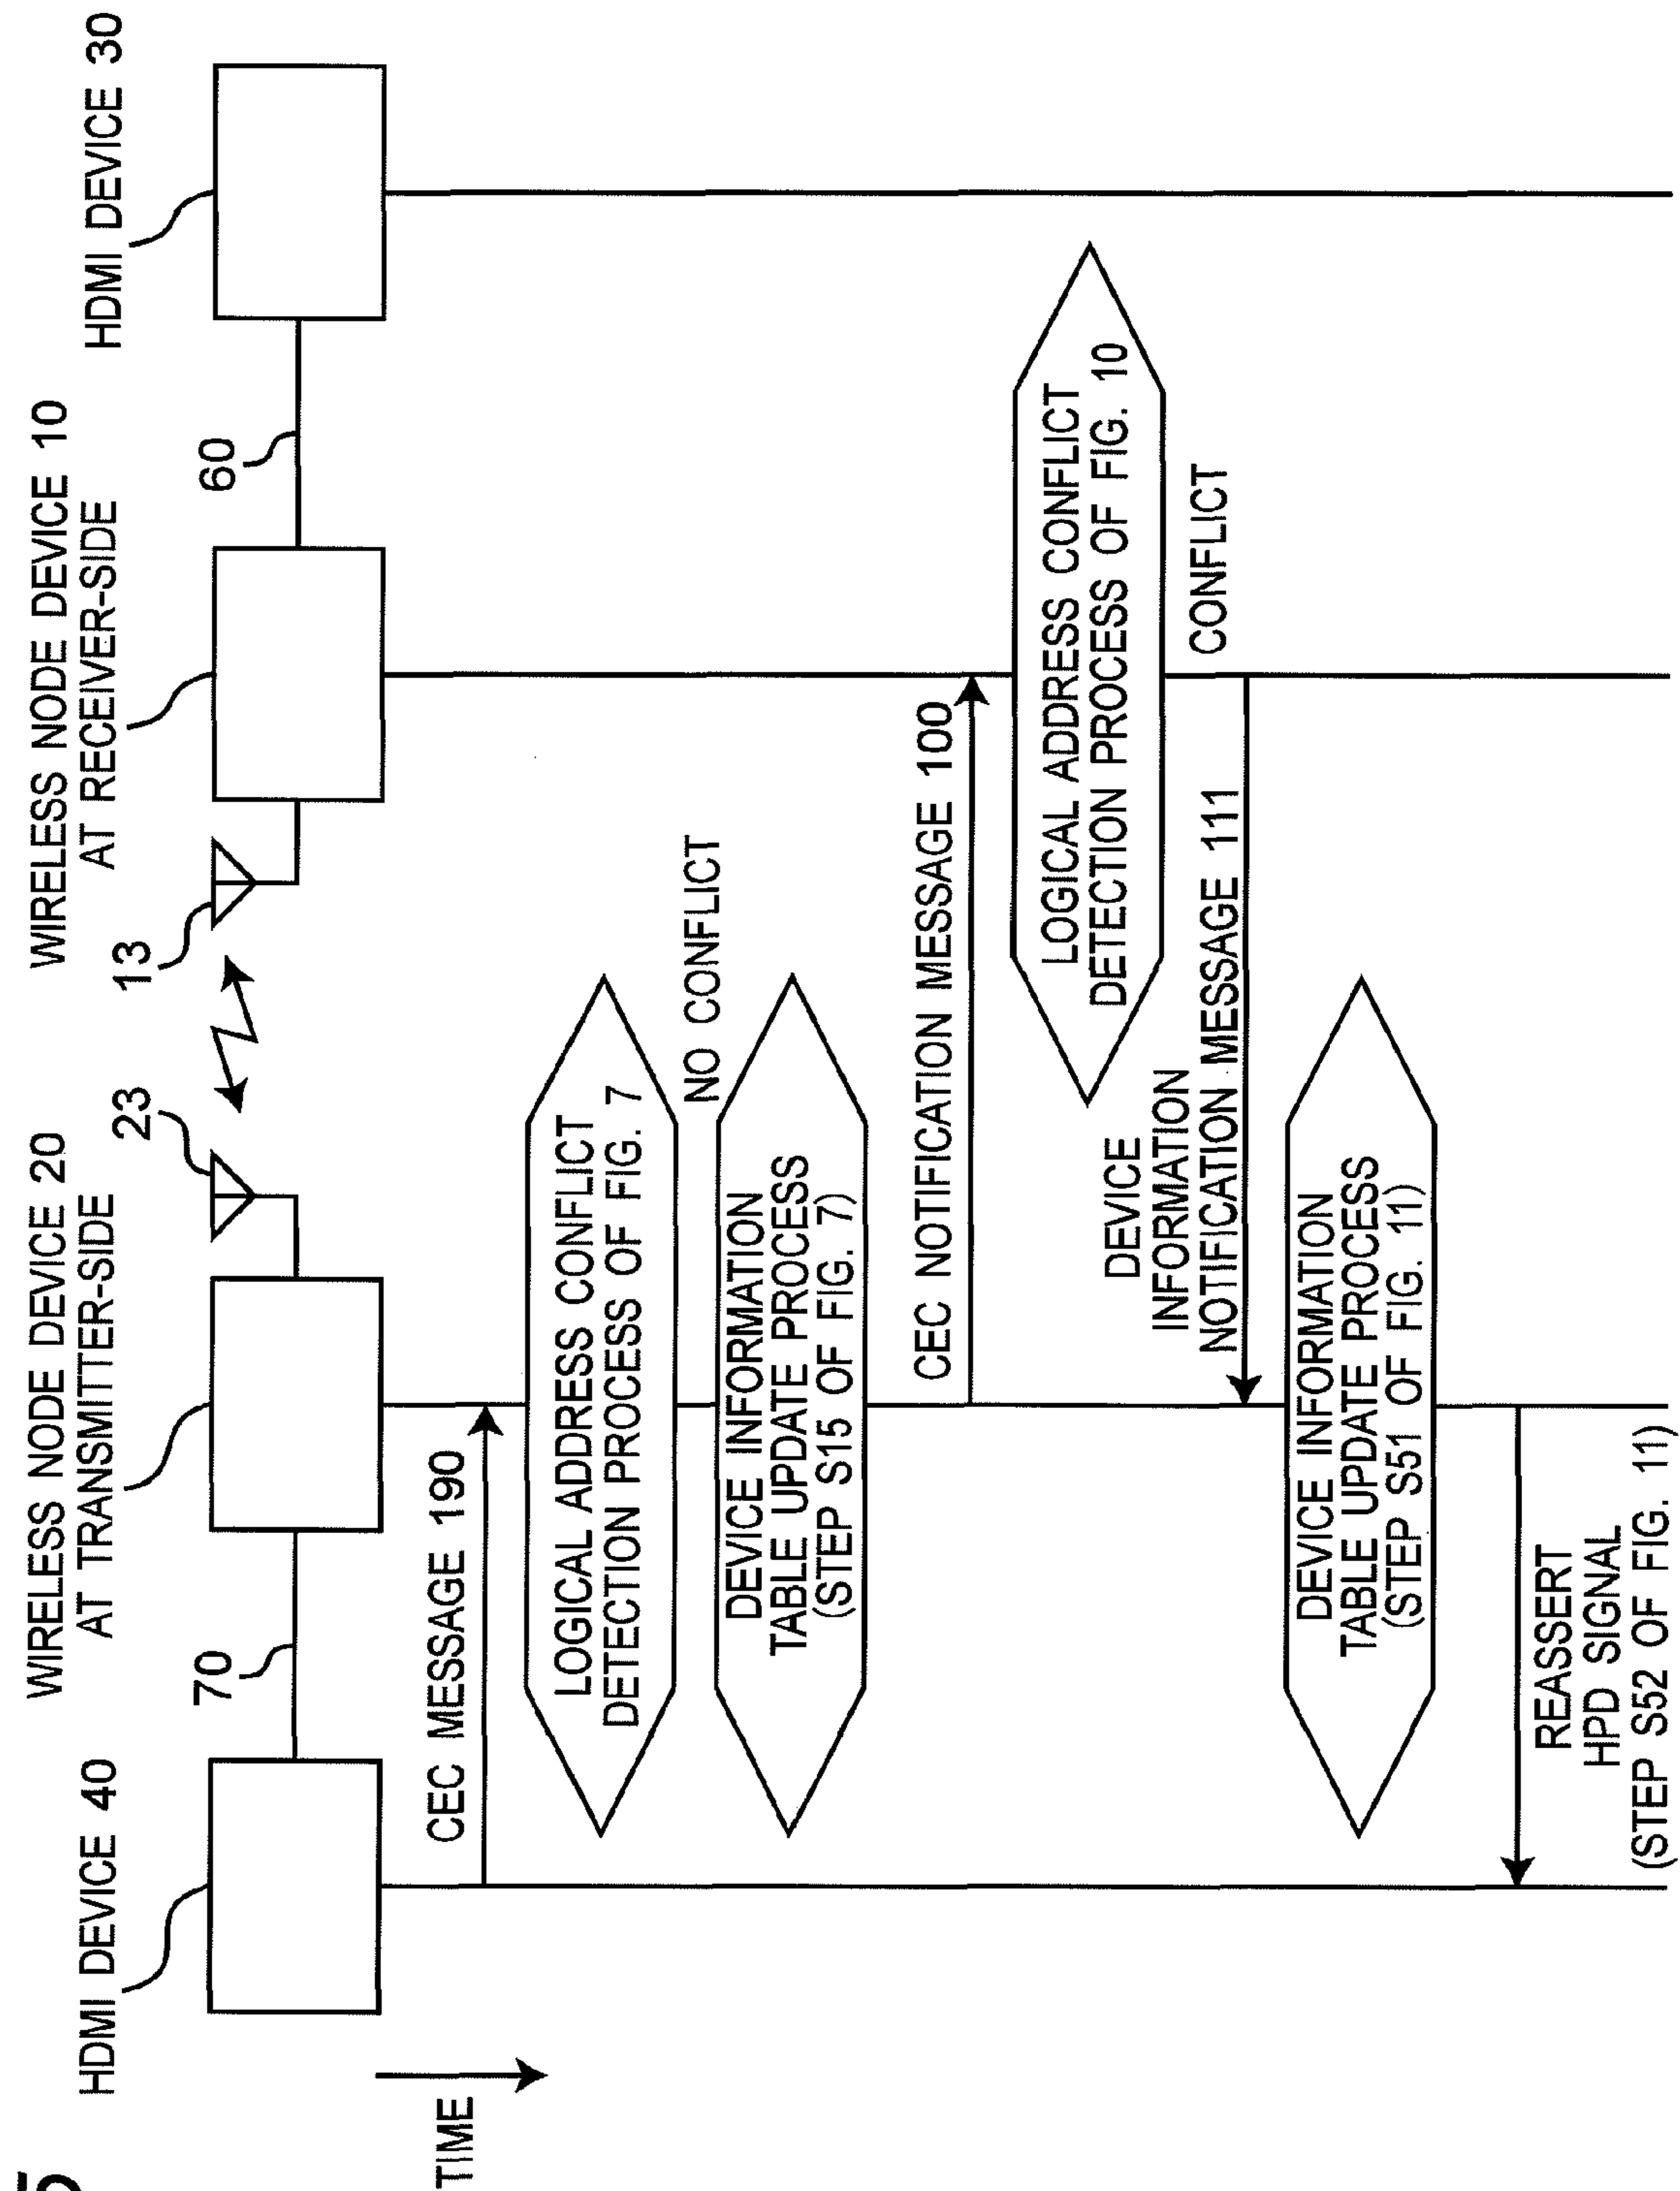 5
HDMI DEVICE 40
WIRELESS NODE DEVICE 20
AT TRANSMITTER-SIDE
WIRELESS NODE DEVICE 10
AT RECEIVER-SIDE
HDMI DEVICE 30
70
23
13
60
TIME
CEC MESSAGE 190
LOGICAL ADDRESS CONFLICT
DETECTION PROCESS OF FIG. 7
NO CONFLICT
DEVICE INFORMATION
TABLE UPDATE PROCESS
(STEP S15 OF FIG. 7)
CEC NOTIFICATION MESSAGE 100
LOGICAL ADDRESS CONFLICT
DETECTION PROCESS OF FIG. 10
CONFLICT
DEVICE
INFORMATION
NOTIFICATION MESSAGE 111
DEVICE INFORMATION
TABLE UPDATE PROCESS
(STEP S51 OF FIG. 11)
REASSERT
HPD SIGNAL
(STEP S52 OF FIG. 11)